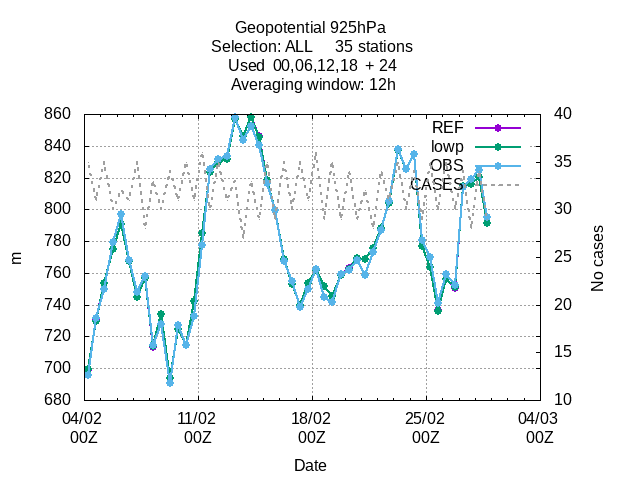 Geopotential 925hPa
Selection: ALL     35 stations
Used  00,06,12,18  + 24
Averaging window: 12h
860 40
REF
840 lowp 35
OBS
820 CASES
800 30
780
760 25
740 20
720
700 15
680 10
m
No cases
04/02 11/02 18/02 25/02 04/03
00Z 00Z 00Z 00Z 00Z
Date